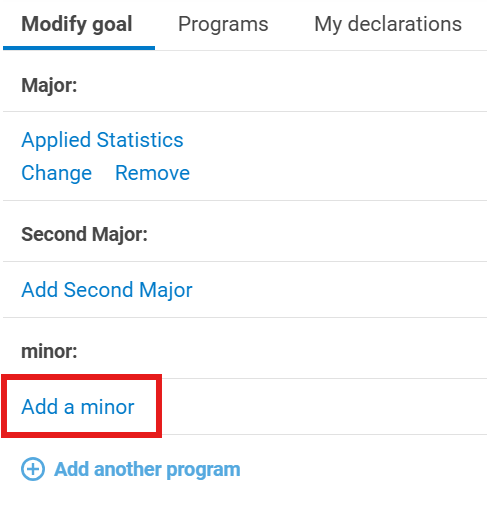 Modify goal Programs My declarations
Major:
Applied Statistics
Change Remove
Second Major:
Add Second Major
minor:
Add a minor
Add another program